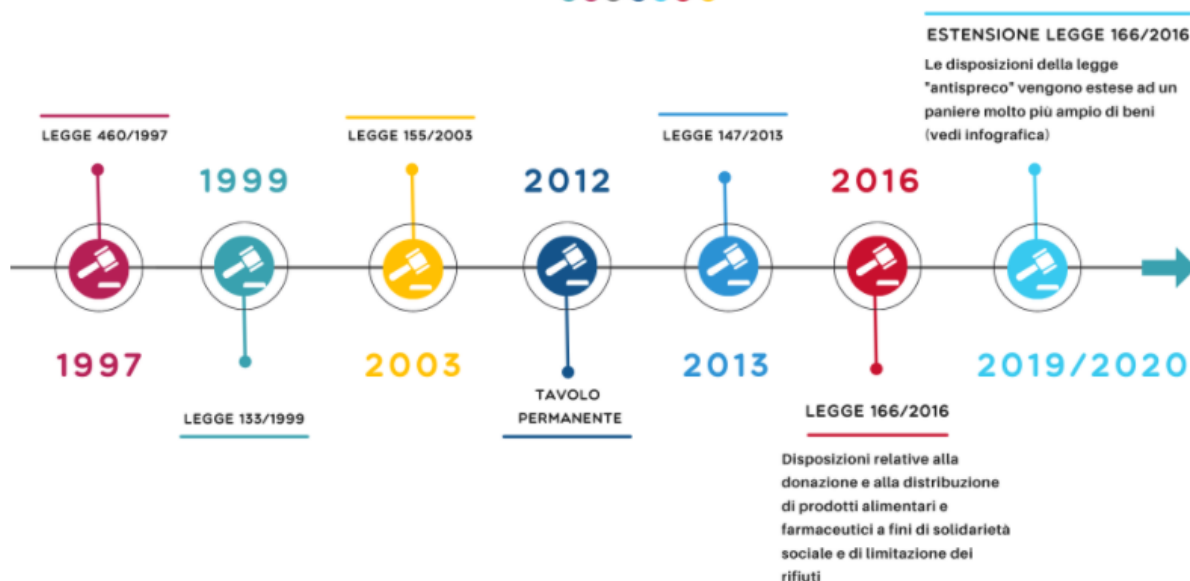 ESTENSIONE LEGGE 166/2016
Le disposizioni della legge
"antispreco" vengono estese ad un
paniere molto più ampio di beni
(vedi infografica)
LEGGE 460/1997
LEGGE 155/2003
LEGGE 147/2013
1999
2012
2016
1997
2003
2013
2019/2020
LEGGE 133/1999
TAVOLO
PERMANENTE
LEGGE 166/2016
Disposizioni relative alla
donazione e alla distribuzione
di prodotti alimentari e
farmaceutici a fini di solidarietà
sociale e di limitazione dei
rifiuti